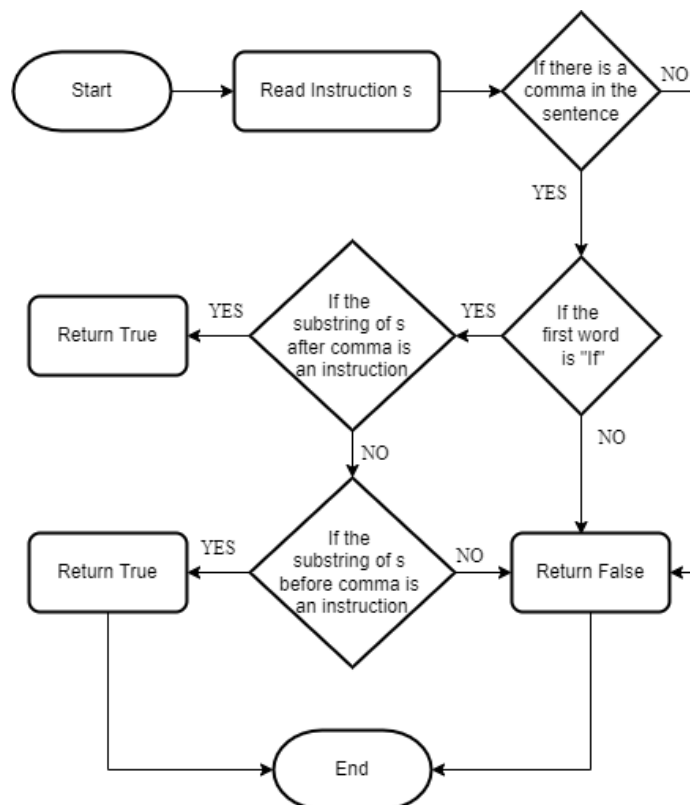 Start
Read Instruction s
If there is a
comma in the
sentence
NO
YES
If the
substring of s
after comma is
an instruction
YES
Return True
YES
If the
first word
is "If"
NO
NO
If the
substring of s
before comma is
an instruction
YES
Return True
NO
Return False
End